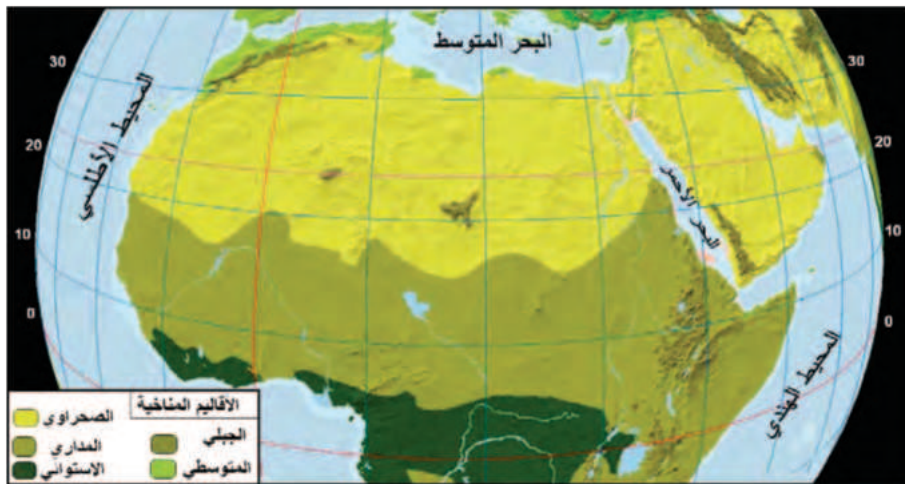 البحر المتوسط
المحيط الأطلسي
البحر الأحمر
المحيط الهندي
30
20
10
0
30
20
10
0
الأقاليم المناخية
الصحراوي
المداري
الاستوائي
الجبلي
المتوسطي